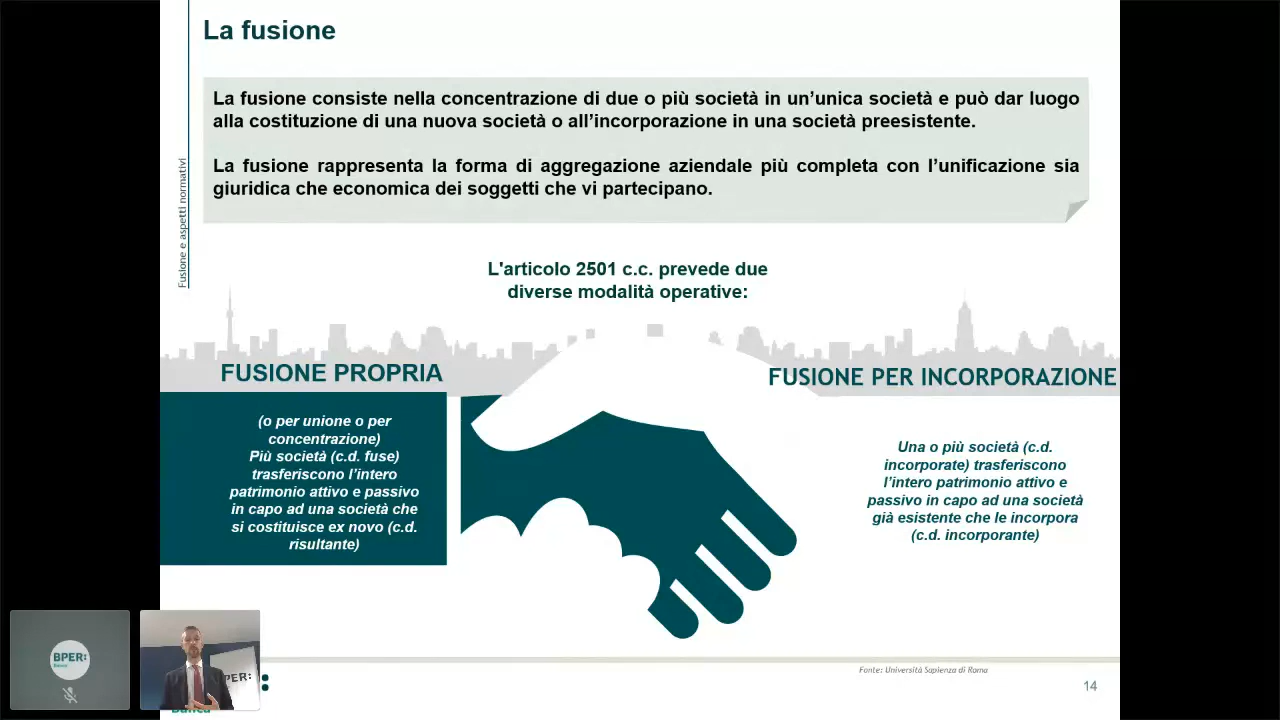 La fusione
La fusione consiste nella concentrazione di due o più società in un’unica società e può dar luogo
alla costituzione di una nuova società o all’incorporazione in una società preesistente.
La fusione rappresenta la forma di aggregazione aziendale più completa con l’unificazione sia
giuridica che economica dei soggetti che vi partecipano.
Fusione e aspetti normativi
L'articolo 2501 c.c. prevede due
diverse modalità operative:
FUSIONE PROPRIA
(o per unione o per
concentrazione)
Più società (c.d. fuse)
trasferiscono l’intero
patrimonio attivo e passivo
in capo ad una società che
si costituisce ex novo (c.d.
risultante)
FUSIONE PER INCORPORAZIONE
Una o più società (c.d.
incorporate) trasferiscono
l’intero patrimonio attivo e
passivo in capo ad una società
già esistente che le incorpora
(c.d. incorporante)
BPER:
Banca
PER:
Banca
Fonte: Università Sapienza di Roma
14